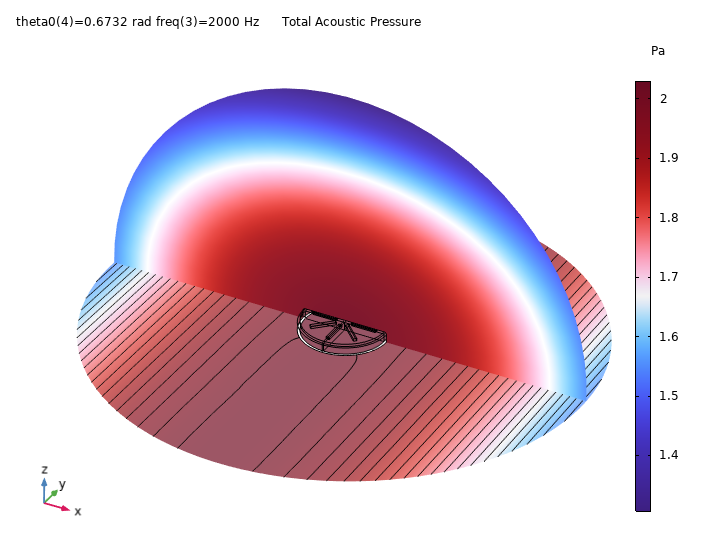 theta0(4)=0.6732 rad freq(3)=2000 Hz Total Acoustic Pressure
Pa
2
1.9
1.8
1.7
1.6
1.5
1.4
z
y
x